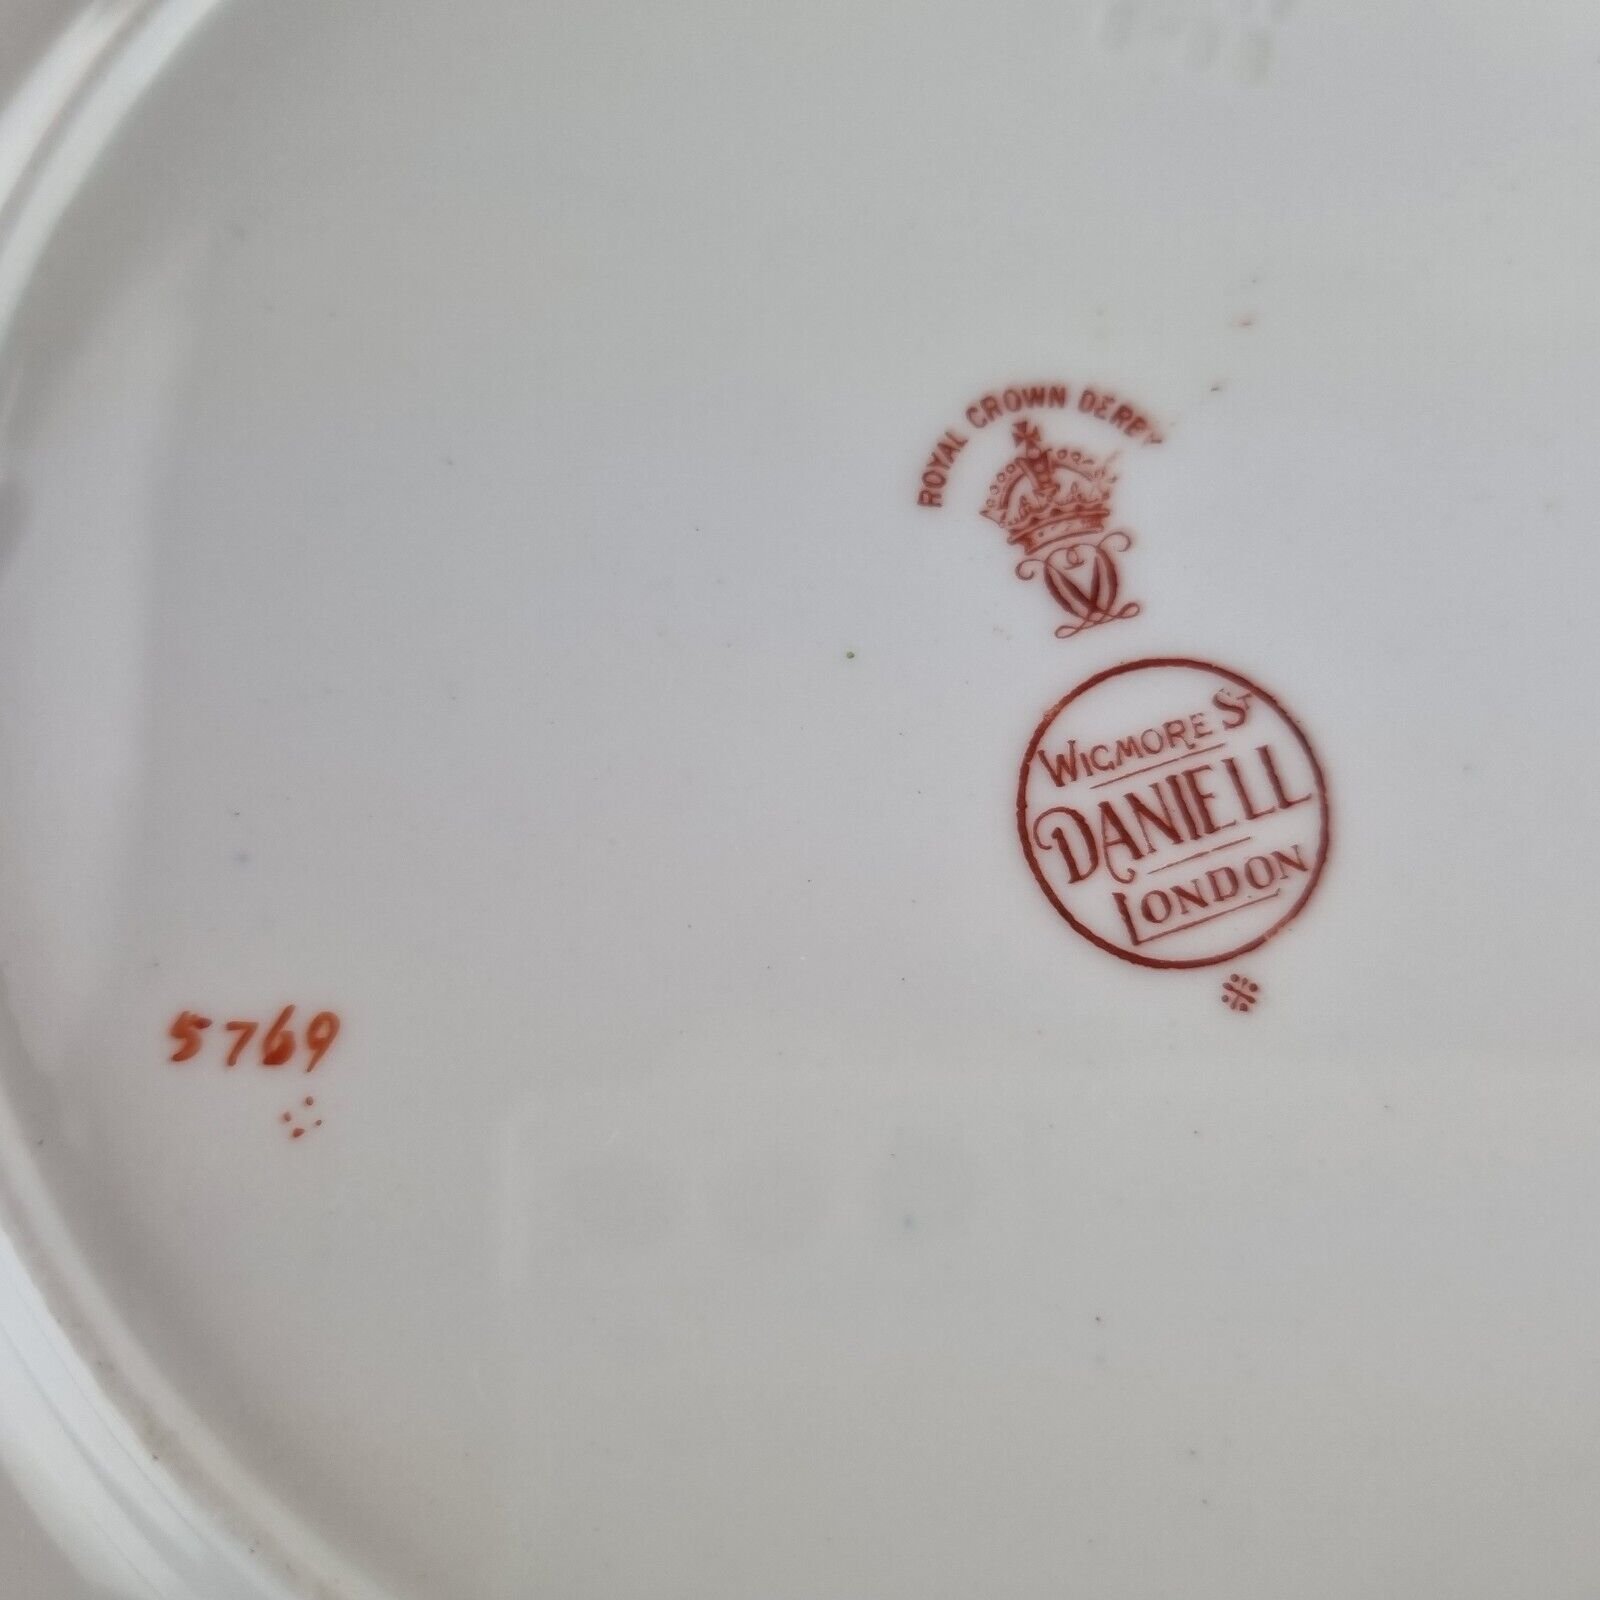 ROYAL CROWN DERBY
WIGMORE ST
DANIELL
LONDON
5769